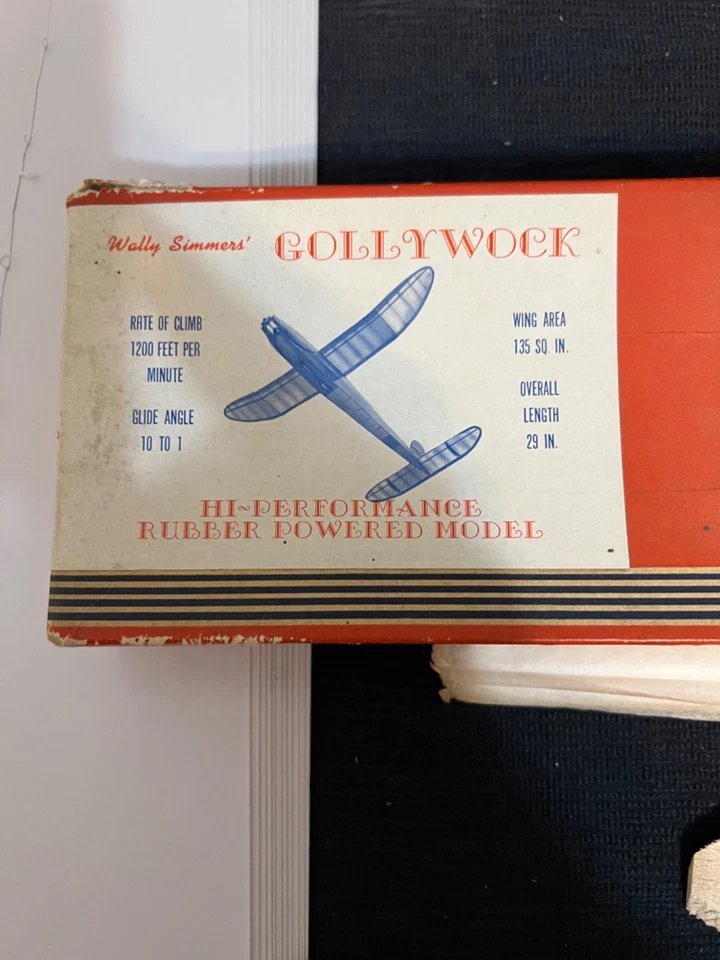 Wally Simmers' GOLLYWOCK
RATE OF CLIMB
1200 FEET PER
MINUTE
GLIDE ANGLE
10 TO 1
WING AREA
135 SQ. IN.
OVERALL
LENGTH
29 IN.
HI~PERFORMANCE
RUBBER POWERED MODEL